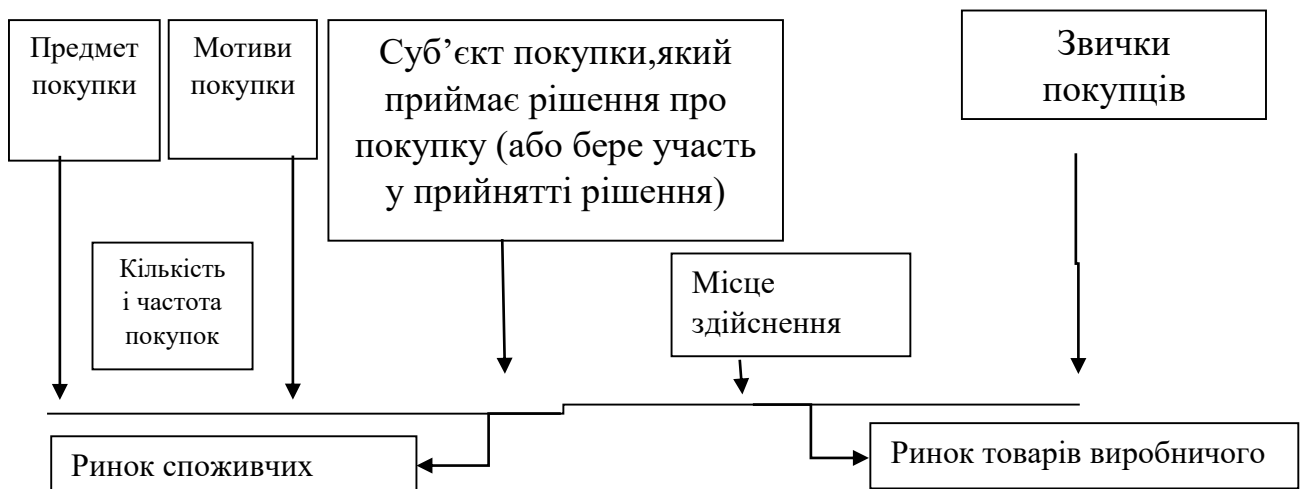 Предмет
покупки
Мотиви
покупки
Суб’єкт покупки,який
приймає рішення про
покупку (або бере участь
у прийнятті рішення)
Звички
покупців
Кількість
і частота
покупок
Місце
здійснення
Ринок споживчих
Ринок товарів виробничого